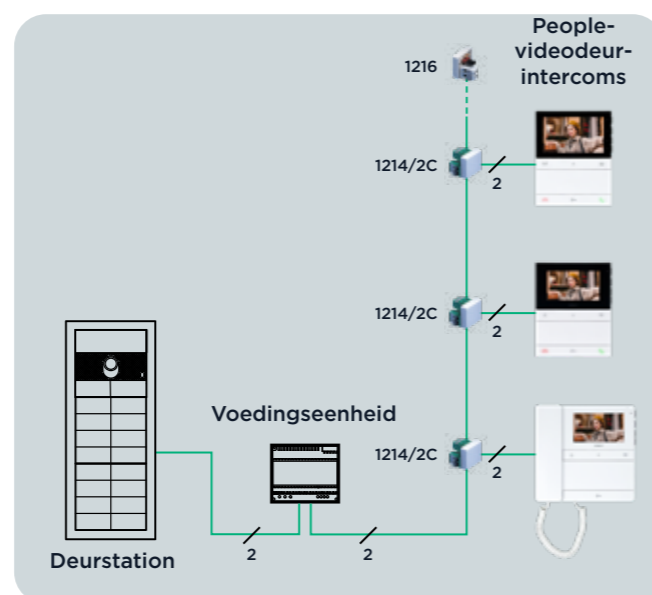 People-
videodeur-
intercoms
1216
1214/2C
2
1214/2C
2
Voedingseenheid
1214/2C
2
Deurstation
2
2